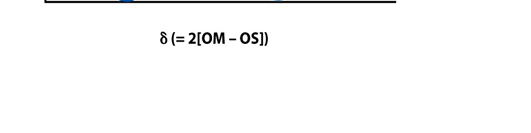 δ (= 2[OM – OS])